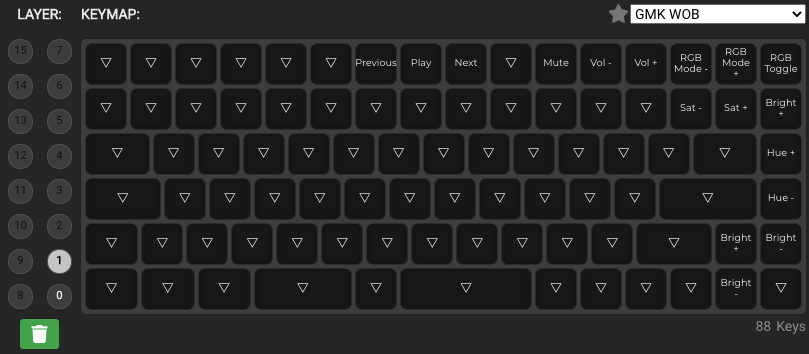 LAYER: KEYMAP: GMK WOB
15 7 ▽ ▽ ▽ ▽ ▽ ▽ Previous Play Next ▽ Mute Vol - Vol + RGB Mode - RGB Mode + RGB Toggle
14 6 ▽ ▽ ▽ ▽ ▽ ▽ ▽ ▽ ▽ ▽ ▽ ▽ ▽ Sat - Sat + Bright +
13 5
12 4 ▽ ▽ ▽ ▽ ▽ ▽ ▽ ▽ ▽ ▽ ▽ ▽ ▽ ▽ Hue +
11 3 ▽ ▽ ▽ ▽ ▽ ▽ ▽ ▽ ▽ ▽ ▽ ▽ ▽ Hue -
10 2
9 1 ▽ ▽ ▽ ▽ ▽ ▽ ▽ ▽ ▽ ▽ ▽ ▽ ▽ Bright + Bright -
8 0 ▽ ▽ ▽ ▽ ▽ ▽ ▽ ▽ ▽ ▽ Bright - ▽
88 Keys